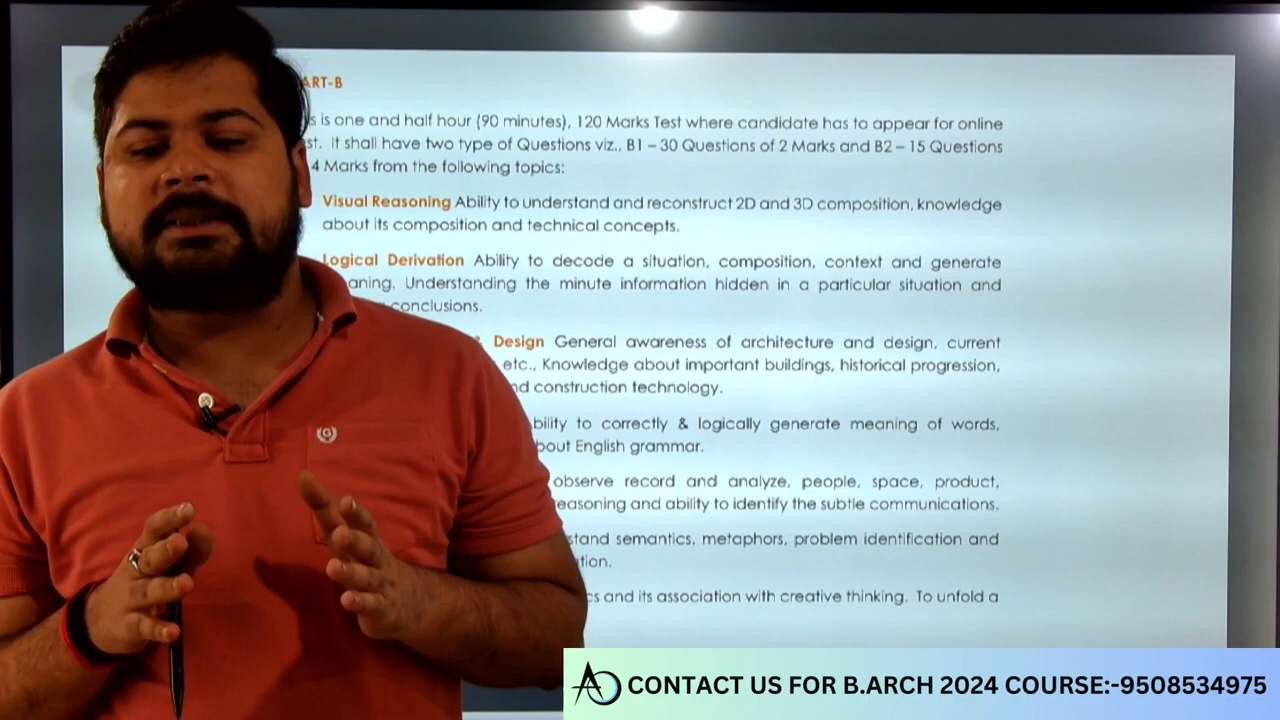 ART-B
s is one and half hour (90 minutes), 120 Marks Test where candidate has to appear for online
st. It shall have two type of Questions viz., B1 – 30 Questions of 2 Marks and B2 – 15 Questions
4 Marks from the following topics:
Visual Reasoning Ability to understand and reconstruct 2D and 3D composition, knowledge
about its composition and technical concepts.
Logical Derivation Ability to decode a situation, composition, context and generate
aning. Understanding the minute information hidden in a particular situation and
conclusions.
Design General awareness of architecture and design, current
etc., Knowledge about important buildings, historical progression,
nd construction technology.
bility to correctly & logically generate meaning of words,
bout English grammar.
observe record and analyze, people, space, product,
easoning and ability to identify the subtle communications.
stand semantics, metaphors, problem identification and
tion.
cs and its association with creative thinking. To unfold a
G
CONTACT US FOR B.ARCH 2024 COURSE:-9508534975